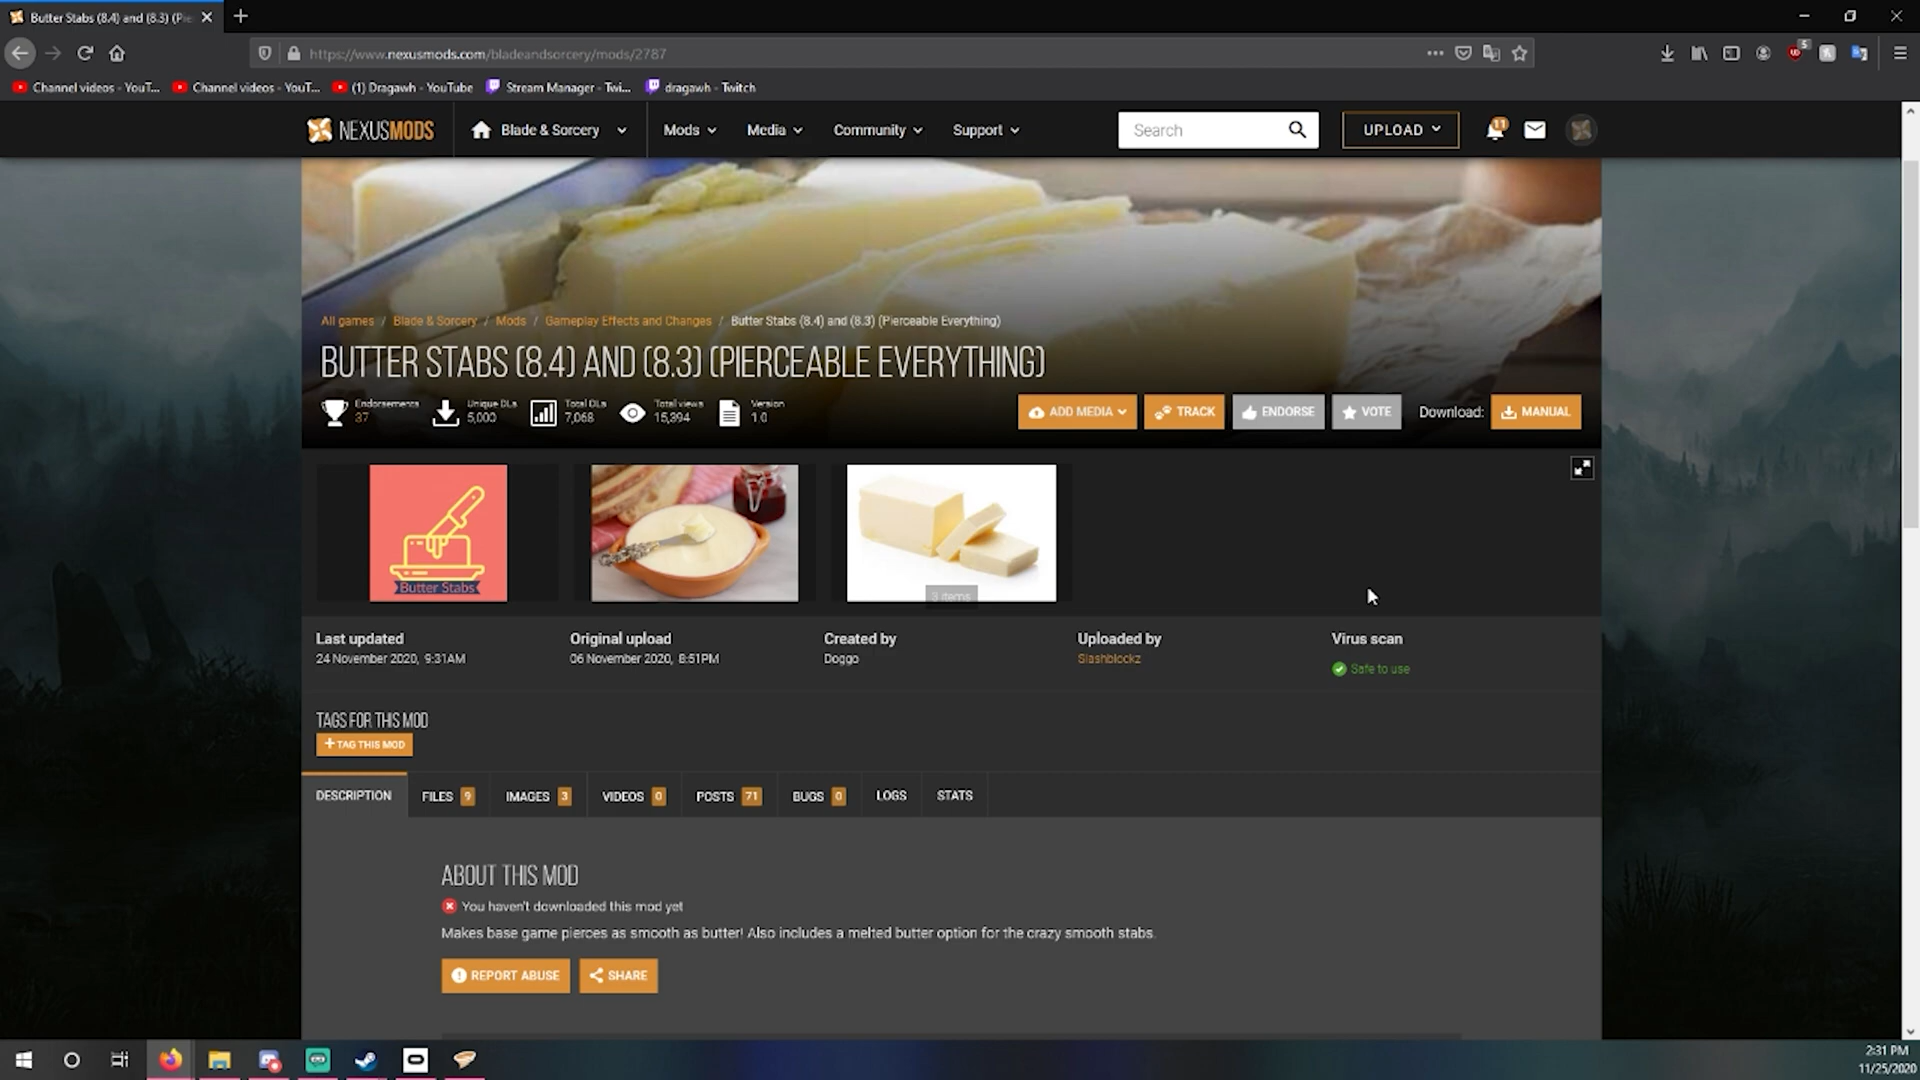 Butter Stabs (8.4) and (8.3) (Pie
https://www.nexusmods.com/bladeandsorcery/mods/2787
5
Channel videos - YouT...
Channel videos - YouT...
(1) Dragawh - YouTube
Stream Manager - Twi...
dragawh - Twitch
NEXUSMODS
Blade & Sorcery
Mods
Media
Community
Support
Search
UPLOAD
11
All games / Blade & Sorcery / Mods / Gameplay Effects and Changes / Butter Stabs (8.4) and (8.3) (Pierceable Everything)
BUTTER STABS (8.4) AND (8.3) (PIERCEABLE EVERYTHING)
Endorsements
37
Unique DLs
5,000
Total DLs
7,068
Total views
15,394
Version
1.0
ADD MEDIA
TRACK
ENDORSE
VOTE
Download:
MANUAL
Butter Stabs
3 items
Last updated
24 November 2020, 9:31AM
Original upload
06 November 2020, 8:51PM
Created by
Doggo
Uploaded by
Slashblockz
Virus scan
Safe to use
TAGS FOR THIS MOD
+ TAG THIS MOD
DESCRIPTION
FILES 9
IMAGES 3
VIDEOS 0
POSTS 71
BUGS 0
LOGS
STATS
ABOUT THIS MOD
You haven't downloaded this mod yet
Makes base game pierces as smooth as butter! Also includes a melted butter option for the crazy smooth stabs.
REPORT ABUSE
SHARE
2:31 PM
11/25/2020